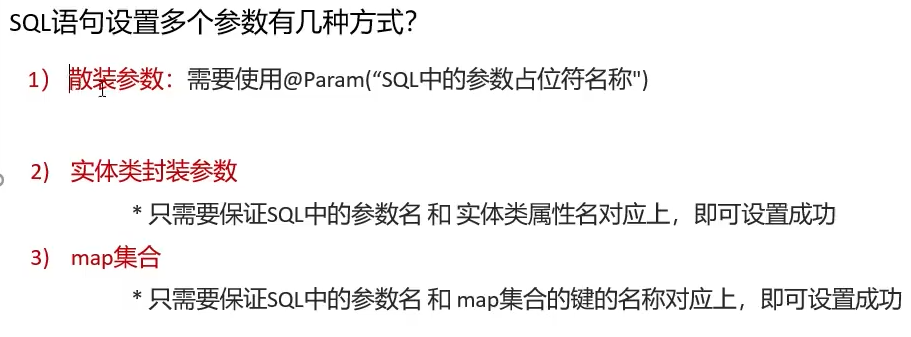 SQL语句设置多个参数有几种方式？
1) 散装参数：需要使用@Param(“SQL中的参数占位符名称")
2) 实体类封装参数
* 只需要保证SQL中的参数名 和 实体类属性名对应上，即可设置成功
3) map集合
* 只需要保证SQL中的参数名 和 map集合的键的名称对应上，即可设置成功